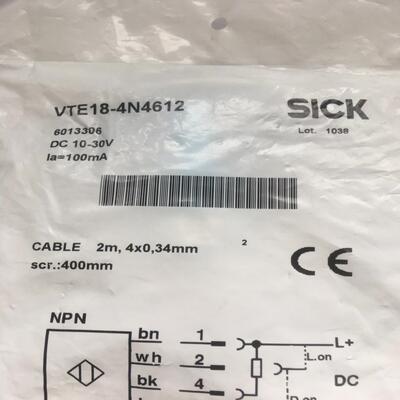 VTE18-4N4612
SICK
6013306
Lot. 1038
DC 10-30V
Ia=100mA
CABLE 2m, 4x0,34mm 2
scr.:400mm
CE
NPN
bn 1
L+
wh 2
L.on
bk 4
DC
D.on